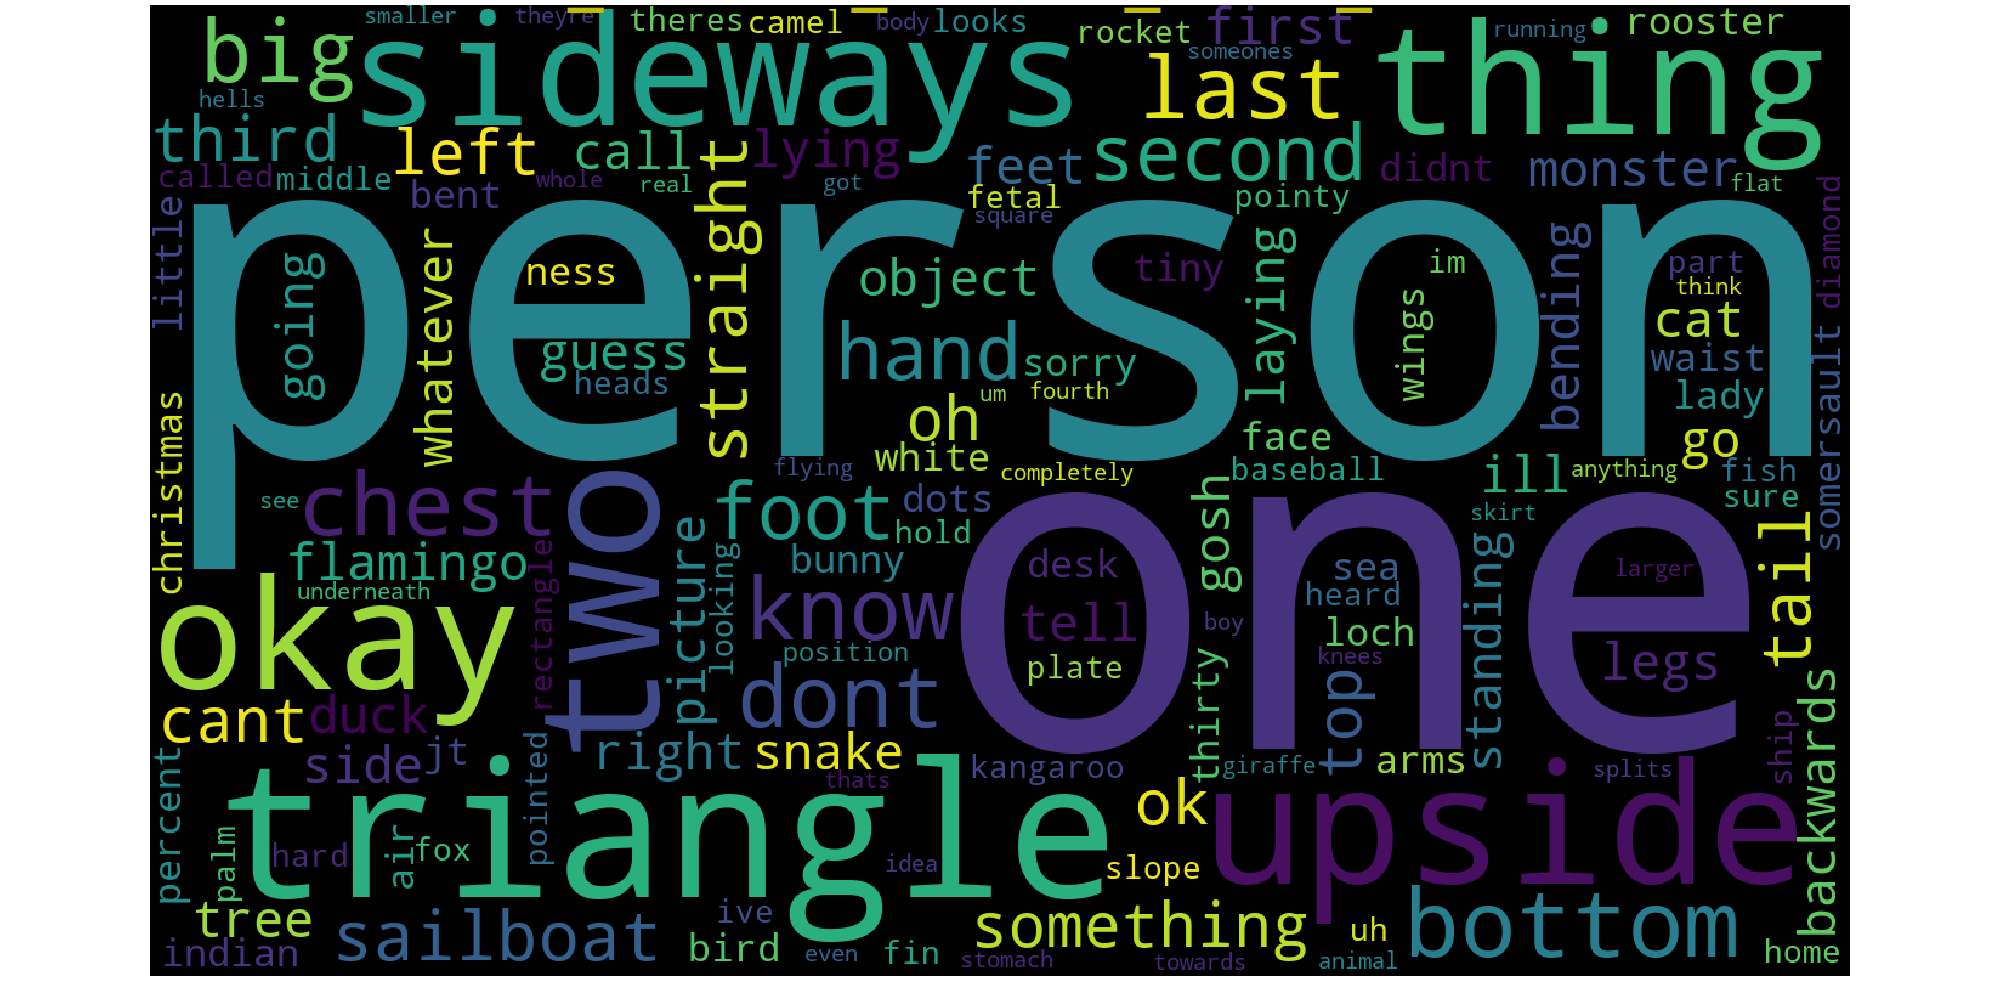 smaller
theyre
theres
camel
body
looks
rocket
first
running
rooster
big
sideways
someones
last
thing
hells
third
left
call
lying
feet
second
didnt
monster
called
middle
bent
whole
real
got
fetal
pointy
flat
square
little
straight
person
going
whatever
ness
object
tiny
laying
wings
im
bending
part
think
diamond
guess
heads
hand
sorry
cat
waist
lady
um
fourth
oh
christmas
white
face
go
somersault
flying
completely
baseball
anything
fish
ill
sure
see
chest
two
foot
dots
hold
gosh
skirt
flamingo
underneath
rectangler
picture
looking
bunny
desk
one
sea
heard
standing
larger
tail
okay
know
tell
boy
loch
position
plate
thirty
knees
legs
cant
duck
dont
top
backwards
ship
side
jt
right
snake
kangaroo
giraffe
arms
splits
percent
pointed
thats
triangle
ok
upside
palm
hard
air
fox
idea
slope
tree
sailboat
ive
something
uh
bottom
indian
bird
even
fin
stomach
towards
animal
home